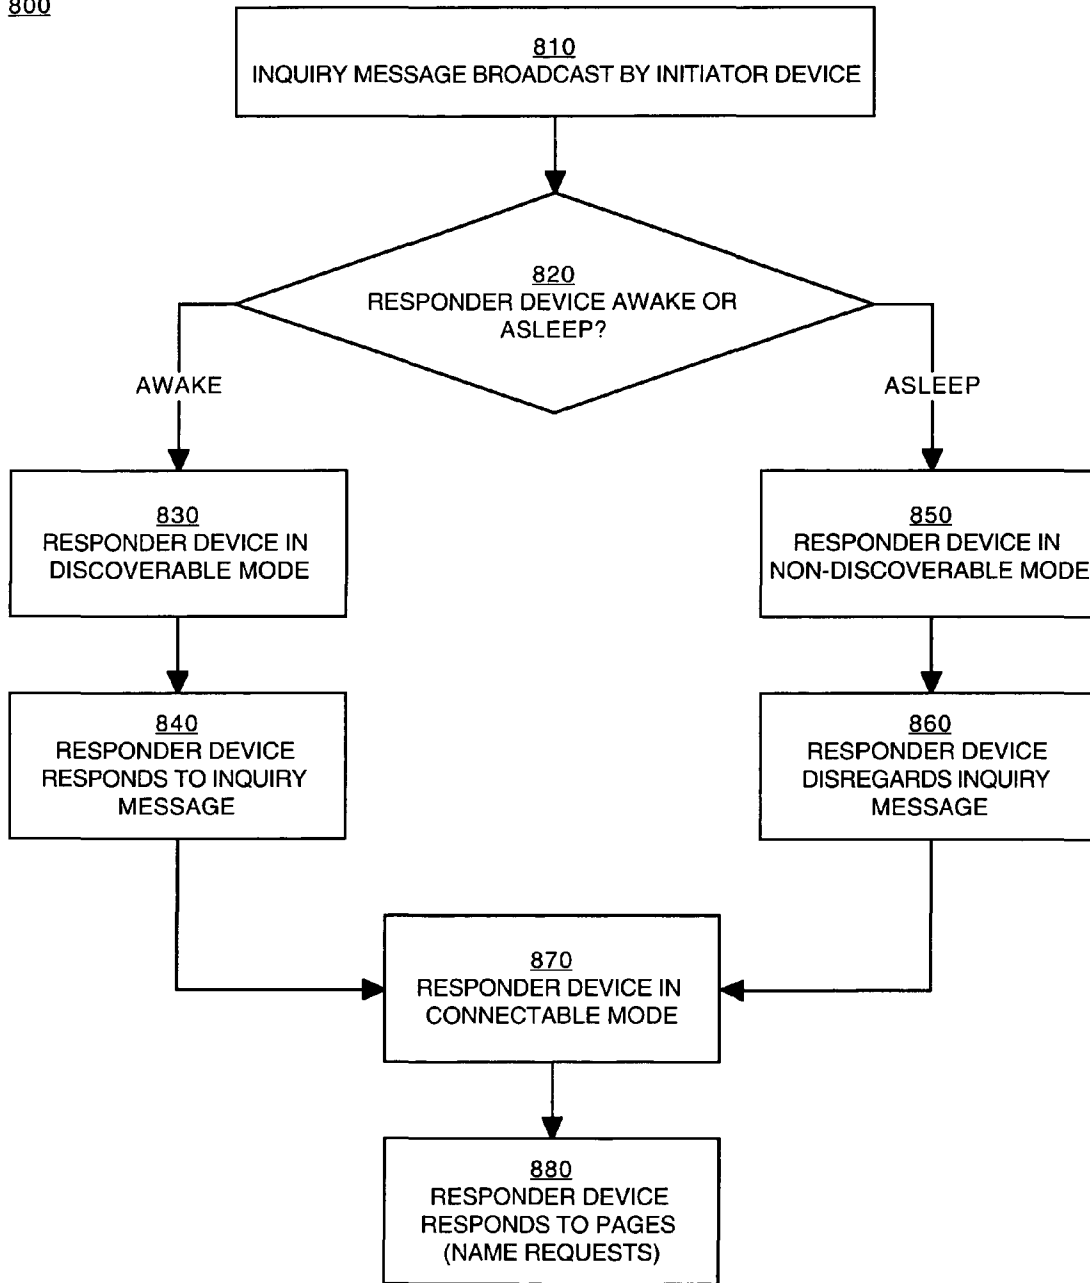 800
810
INQUIRY MESSAGE BROADCAST BY INITIATOR DEVICE
820
RESPONDER DEVICE AWAKE OR
ASLEEP?
AWAKE
ASLEEP
830
RESPONDER DEVICE IN
DISCOVERABLE MODE
850
RESPONDER DEVICE IN
NON-DISCOVERABLE MODE
840
RESPONDER DEVICE
RESPONDS TO INQUIRY
MESSAGE
860
RESPONDER DEVICE
DISREGARDS INQUIRY
MESSAGE
870
RESPONDER DEVICE IN
CONNECTABLE MODE
880
RESPONDER DEVICE
RESPONDS TO PAGES
(NAME REQUESTS)